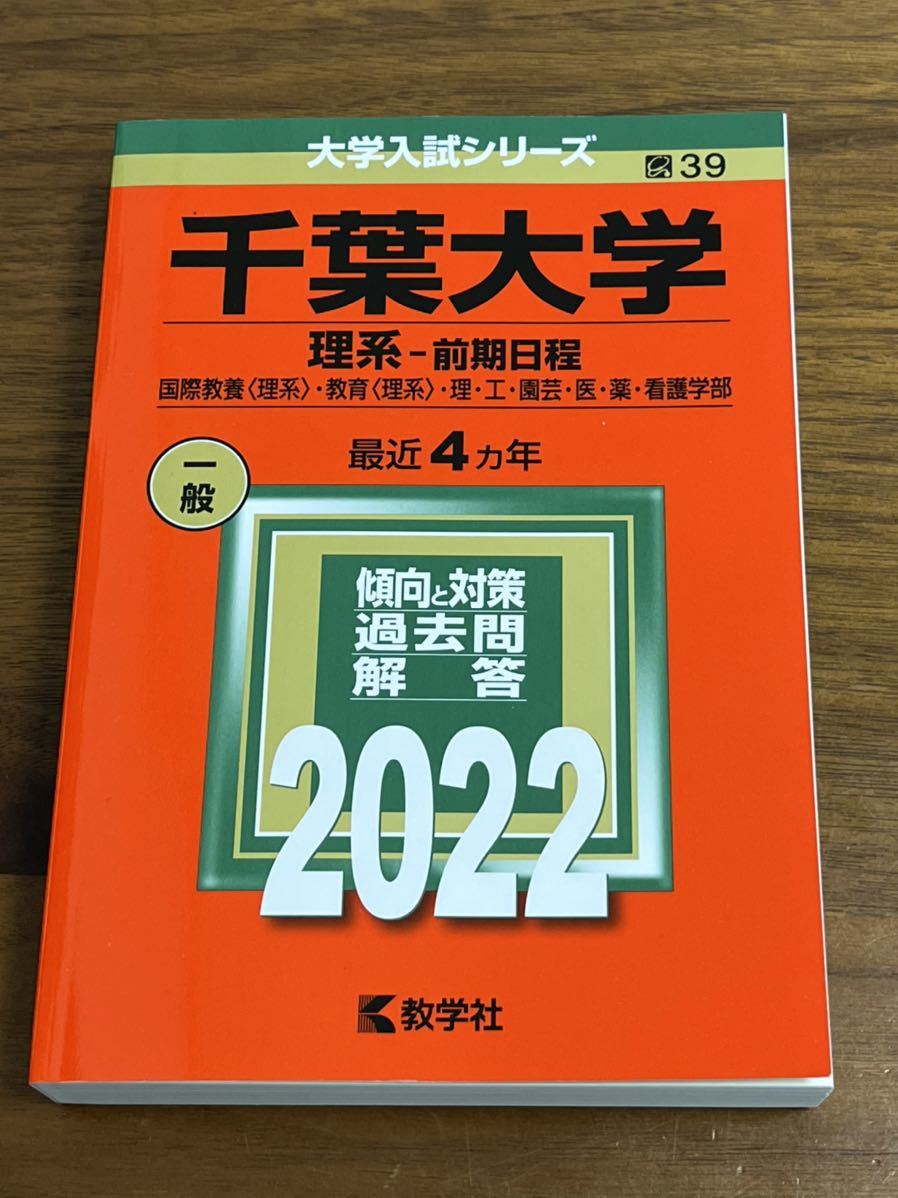 大学入試シリーズ
39
千葉大学
理系－前期日程
国際教養〈理系〉・教育〈理系〉・理・工・園芸・医・薬・看護学部
最近4ヵ年
一般
傾向と対策
過去問
解答
2022
教学社